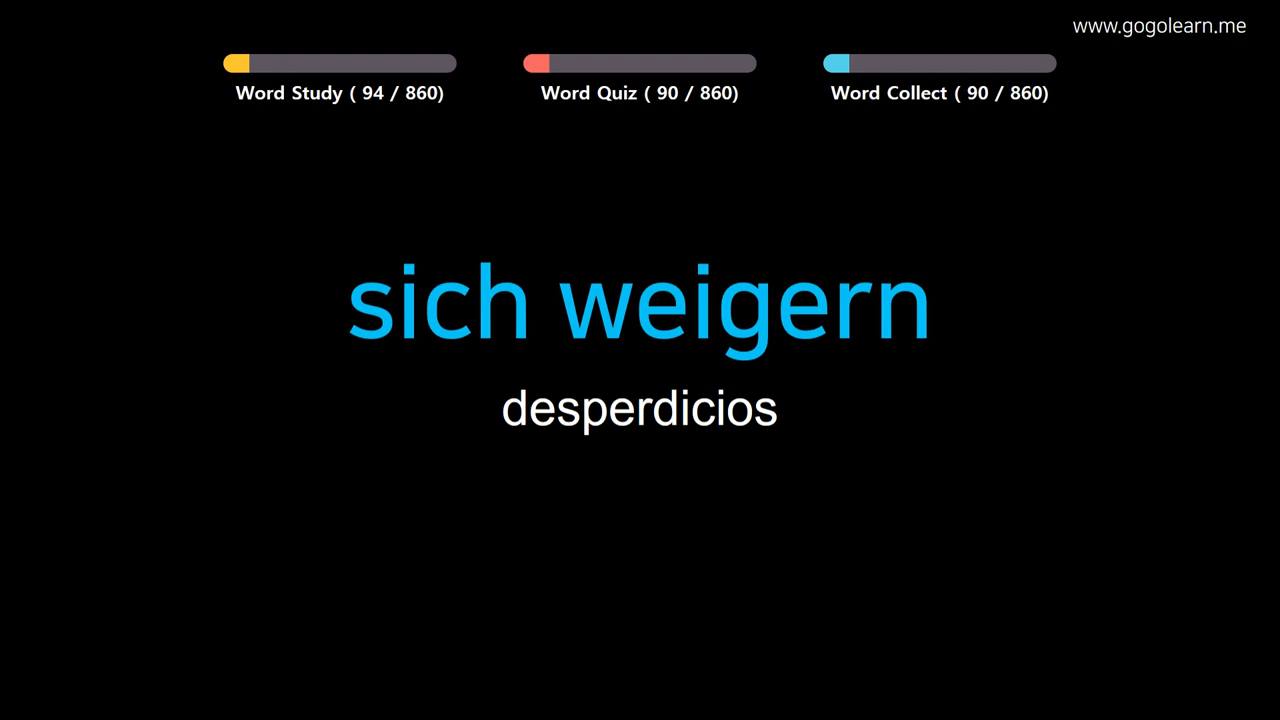 www.gogolearn.me
Word Study ( 94 / 860)
Word Quiz ( 90 / 860)
Word Collect ( 90 / 860)
sich weigern
desperdicios